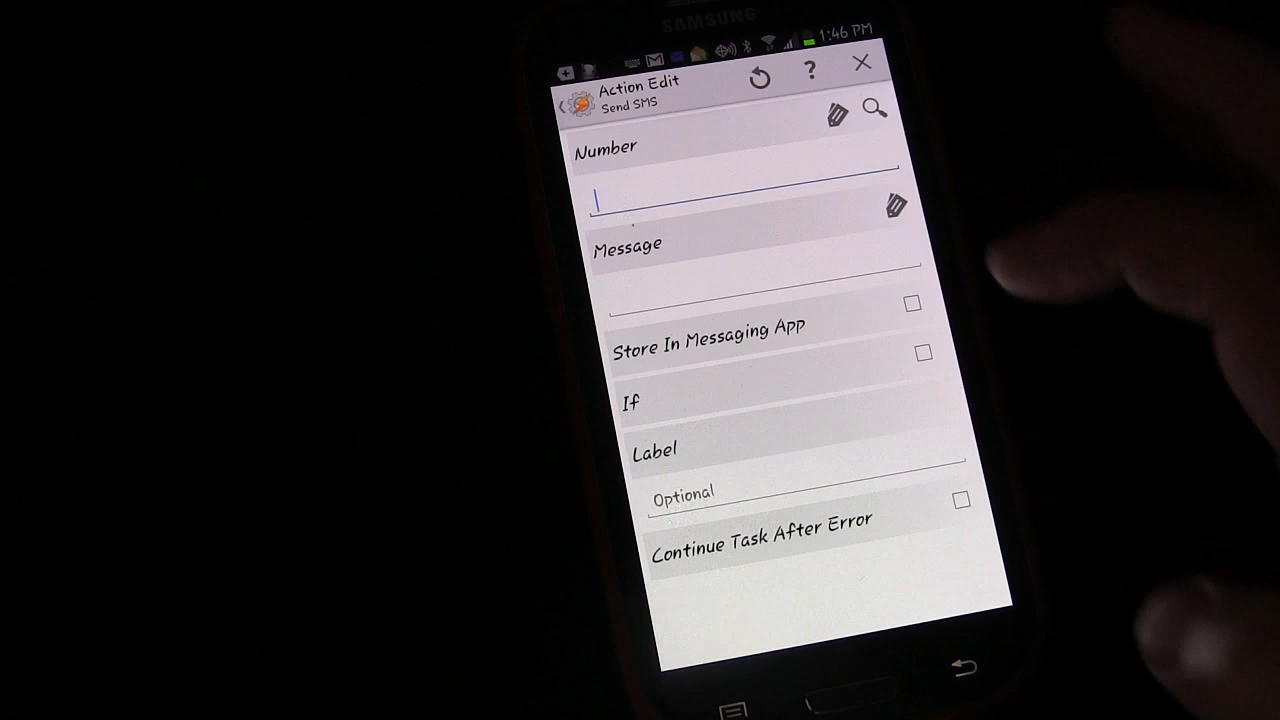 SAMSUNG
1:46 PM
Action Edit
Send SMS
?
Number
Message
Store In Messaging App
If
Label
Optional
Continue Task After Error